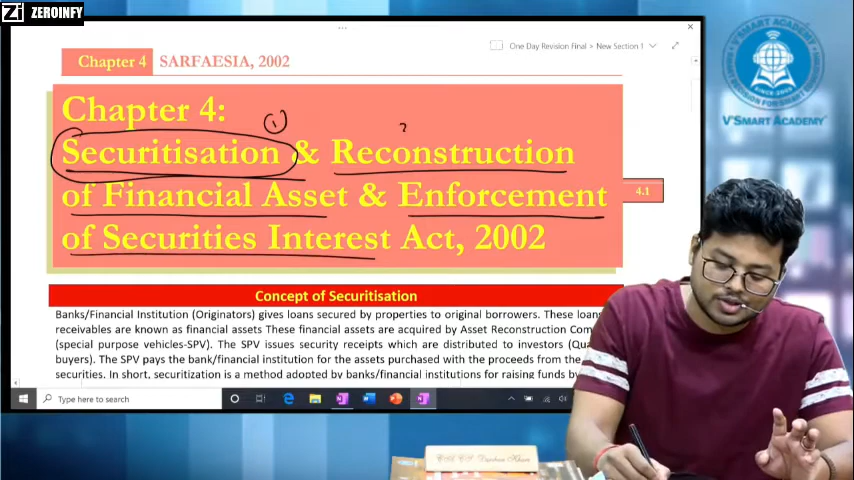 Zi ZEROINFY
One Day Revision Final > New Section 1
Chapter 4 SARFAESIA, 2002
V'SMART ACADEMY
Chapter 4:
Securitisation & Reconstruction
of Financial Asset & Enforcement
of Securities Interest Act, 2002
1
4.1
Concept of Securitisation
Banks/Financial Institution (Originators) gives loans secured by properties to original borrowers. These loans
receivables are known as financial assets These financial assets are acquired by Asset Reconstruction Com
(special purpose vehicles-SPV). The SPV issues security receipts which are distributed to investors (Qua
buyers). The SPV pays the bank/financial institution for the assets purchased with the proceeds from the
securities. In short, securitization is a method adopted by banks/financial institutions for raising funds by
Type here to search